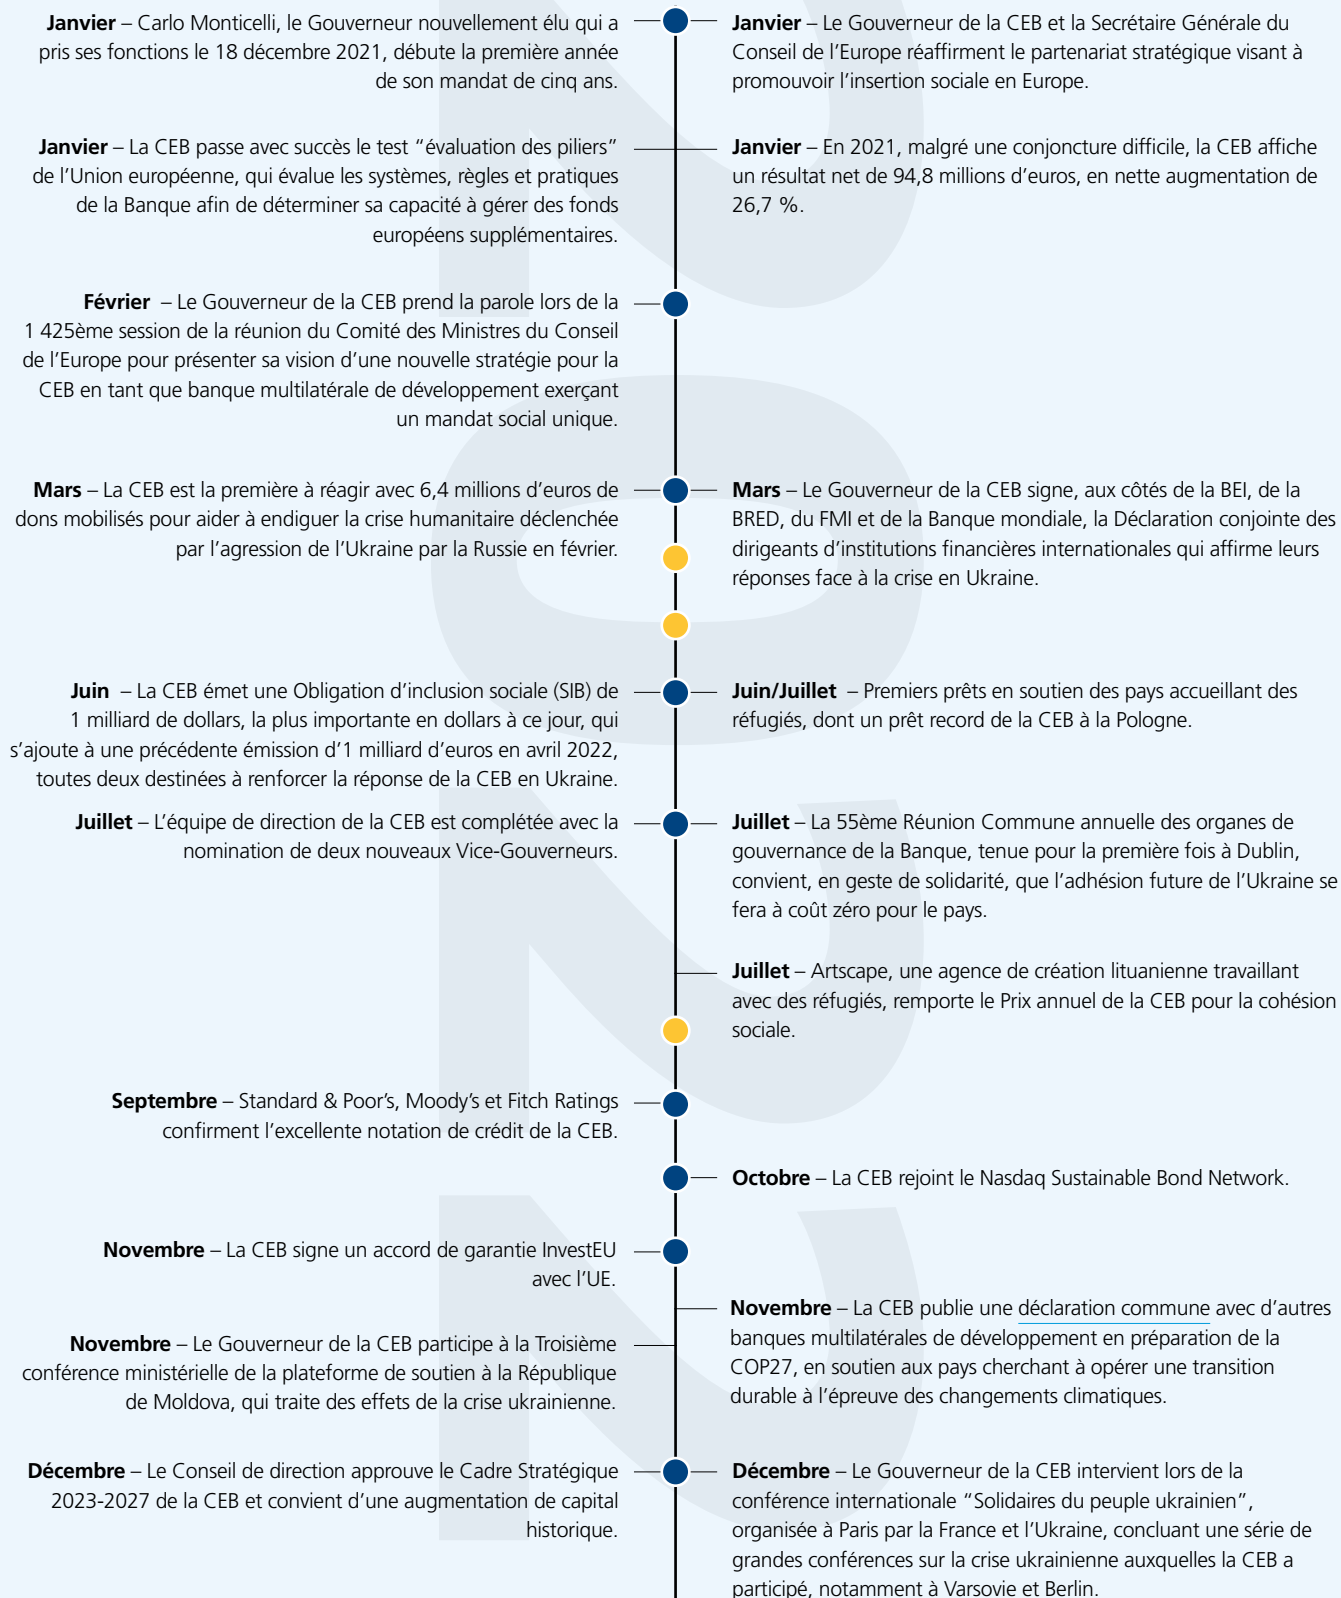 Janvier – Carlo Monticelli, le Gouverneur nouvellement élu qui a
pris ses fonctions le 18 décembre 2021, débute la première année
de son mandat de cinq ans.
Janvier – Le Gouverneur de la CEB et la Secrétaire Générale du
Conseil de l’Europe réaffirment le partenariat stratégique visant à
promouvoir l’insertion sociale en Europe.
Janvier – La CEB passe avec succès le test “évaluation des piliers”
de l’Union européenne, qui évalue les systèmes, règles et pratiques
de la Banque afin de déterminer sa capacité à gérer des fonds
européens supplémentaires.
Janvier – En 2021, malgré une conjoncture difficile, la CEB affiche
un résultat net de 94,8 millions d’euros, en nette augmentation de
26,7 %.
Février – Le Gouverneur de la CEB prend la parole lors de la
1 425ème session de la réunion du Comité des Ministres du Conseil
de l’Europe pour présenter sa vision d’une nouvelle stratégie pour la
CEB en tant que banque multilatérale de développement exerçant
un mandat social unique.
Mars – La CEB est la première à réagir avec 6,4 millions d’euros de
dons mobilisés pour aider à endiguer la crise humanitaire déclenchée
par l’agression de l’Ukraine par la Russie en février.
Mars – Le Gouverneur de la CEB signe, aux côtés de la BEI, de la
BRED, du FMI et de la Banque mondiale, la Déclaration conjointe des
dirigeants d’institutions financières internationales qui affirme leurs
réponses face à la crise en Ukraine.
Juin – La CEB émet une Obligation d’inclusion sociale (SIB) de
1 milliard de dollars, la plus importante en dollars à ce jour, qui
s’ajoute à une précédente émission d’1 milliard d’euros en avril 2022,
toutes deux destinées à renforcer la réponse de la CEB en Ukraine.
Juin/Juillet – Premiers prêts en soutien des pays accueillant des
réfugiés, dont un prêt record de la CEB à la Pologne.
Juillet – L’équipe de direction de la CEB est complétée avec la
nomination de deux nouveaux Vice-Gouverneurs.
Juillet – La 55ème Réunion Commune annuelle des organes de
gouvernance de la Banque, tenue pour la première fois à Dublin,
convient, en geste de solidarité, que l’adhésion future de l’Ukraine se
fera à coût zéro pour le pays.
Juillet – Artscape, une agence de création lituanienne travaillant
avec des réfugiés, remporte le Prix annuel de la CEB pour la cohésion
sociale.
Septembre – Standard & Poor’s, Moody’s et Fitch Ratings
confirment l’excellente notation de crédit de la CEB.
Octobre – La CEB rejoint le Nasdaq Sustainable Bond Network.
Novembre – La CEB signe un accord de garantie InvestEU
avec l’UE.
Novembre – La CEB publie une déclaration commune avec d’autres
banques multilatérales de développement en préparation de la
COP27, en soutien aux pays cherchant à opérer une transition
durable à l’épreuve des changements climatiques.
Novembre – Le Gouverneur de la CEB participe à la Troisième
conférence ministérielle de la plateforme de soutien à la République
de Moldova, qui traite des effets de la crise ukrainienne.
Décembre – Le Conseil de direction approuve le Cadre Stratégique
2023-2027 de la CEB et convient d’une augmentation de capital
historique.
Décembre – Le Gouverneur de la CEB intervient lors de la
conférence internationale “Solidaires du peuple ukrainien”,
organisée à Paris par la France et l’Ukraine, concluant une série de
grandes conférences sur la crise ukrainienne auxquelles la CEB a
participé, notamment à Varsovie et Berlin.
2022